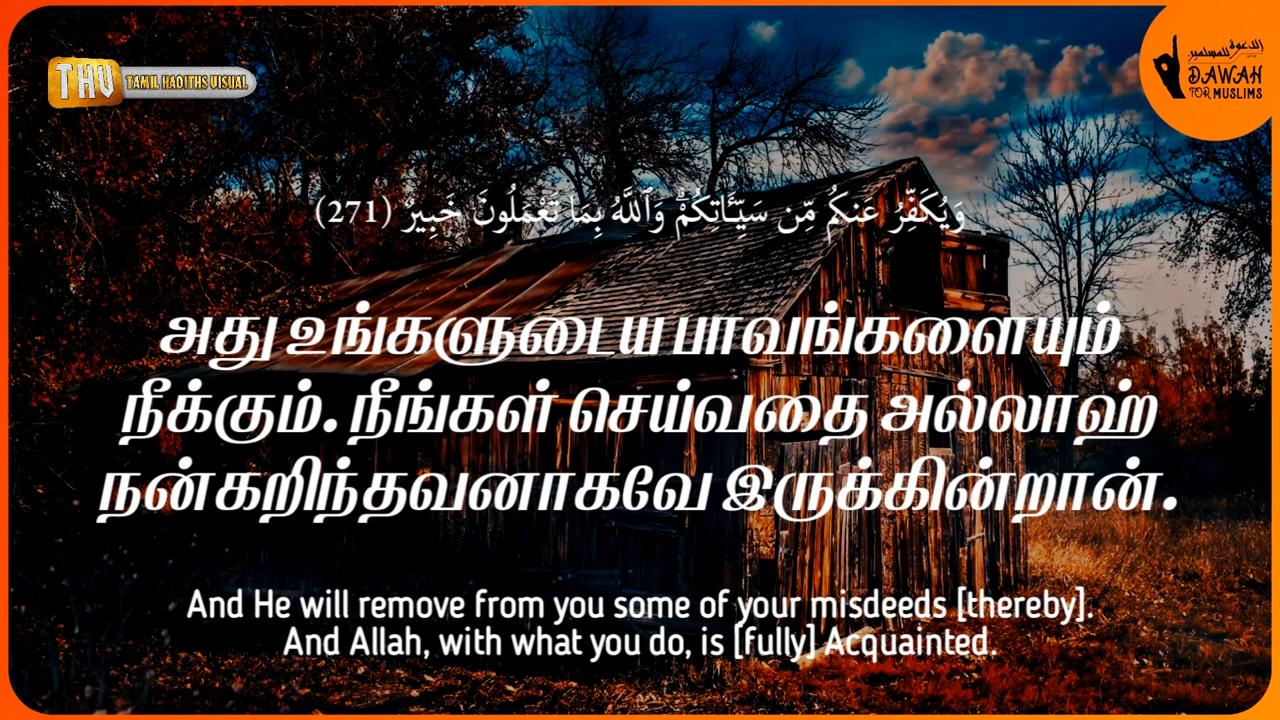 THV TAMIL HADITHS VISUAL
الدعوة للمسلمين
DAWAH
FOR MUSLIMS
وَيُكَفِّرُ عَنكُم مِّن سَيِّـَٔاتِكُمْ ۗ وَٱللَّهُ بِمَا تَعْمَلُونَ خَبِيرٌ (271)
அது உங்களுடைய பாவங்களையும்
நீக்கும். நீங்கள் செய்வதை அல்லாஹ்
நன்கறிந்தவனாகவே இருக்கின்றான்.
And He will remove from you some of your misdeeds [thereby].
And Allah, with what you do, is [fully] Acquainted.